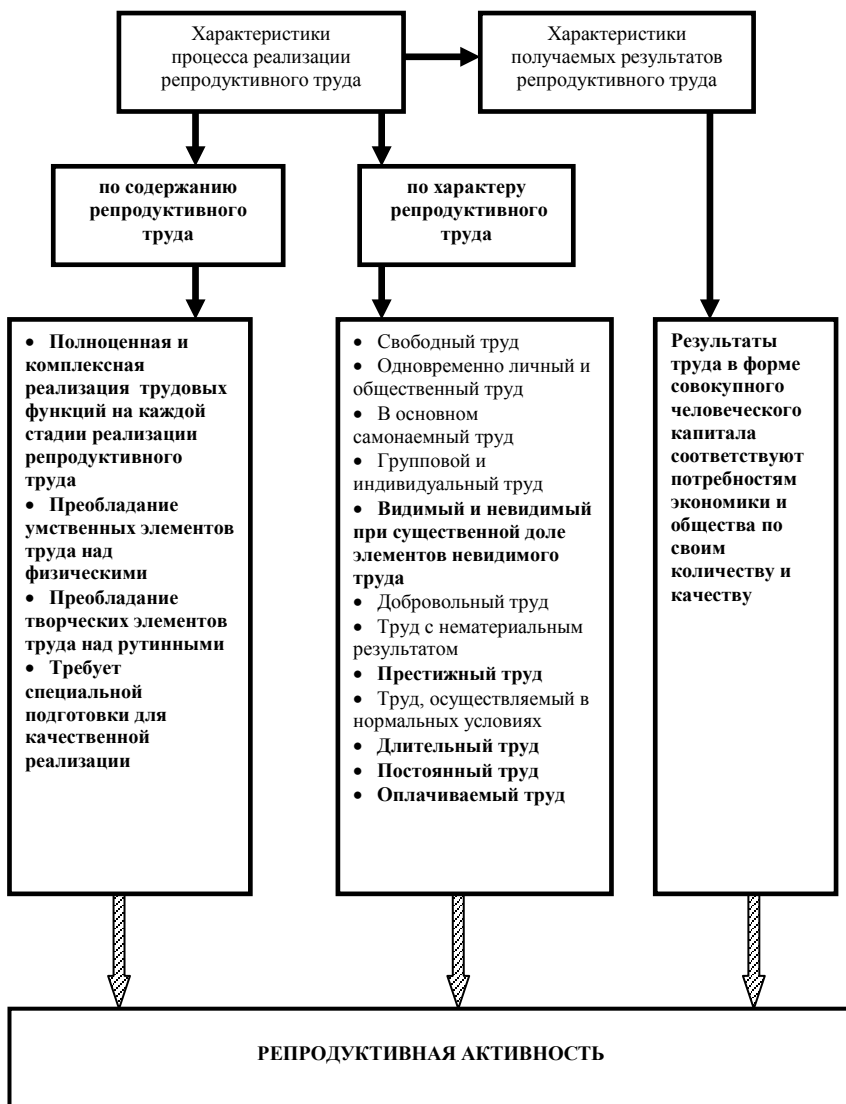 Характеристики
процесса реализации
репродуктивного труда
Характеристики
получаемых результатов
репродуктивного труда
по содержанию
репродуктивного
труда
по характеру
репродуктивного
труда
• Полноценная и
комплексная
реализация трудовых
функций на каждой
стадии реализации
репродуктивного
труда
• Преобладание
умственных элементов
труда над
физическими
• Преобладание
творческих элементов
труда над рутинными
• Требует
специальной
подготовки для
качественной
реализации
• Свободный труд
• Одновременно личный и
общественный труд
• В основном
самонаемный труд
• Групповой и
индивидуальный труд
• Видимый и невидимый
при существенной доле
элементов невидимого
труда
• Добровольный труд
• Труд с нематериальным
результатом
• Престижный труд
• Труд, осуществляемый в
нормальных условиях
• Длительный труд
• Постоянный труд
• Оплачиваемый труд
Результаты
труда в форме
совокупного
человеческого
капитала
соответствуют
потребностям
экономики и
общества по
своим
количеству и
качеству
РЕПРОДУКТИВНАЯ АКТИВНОСТЬ